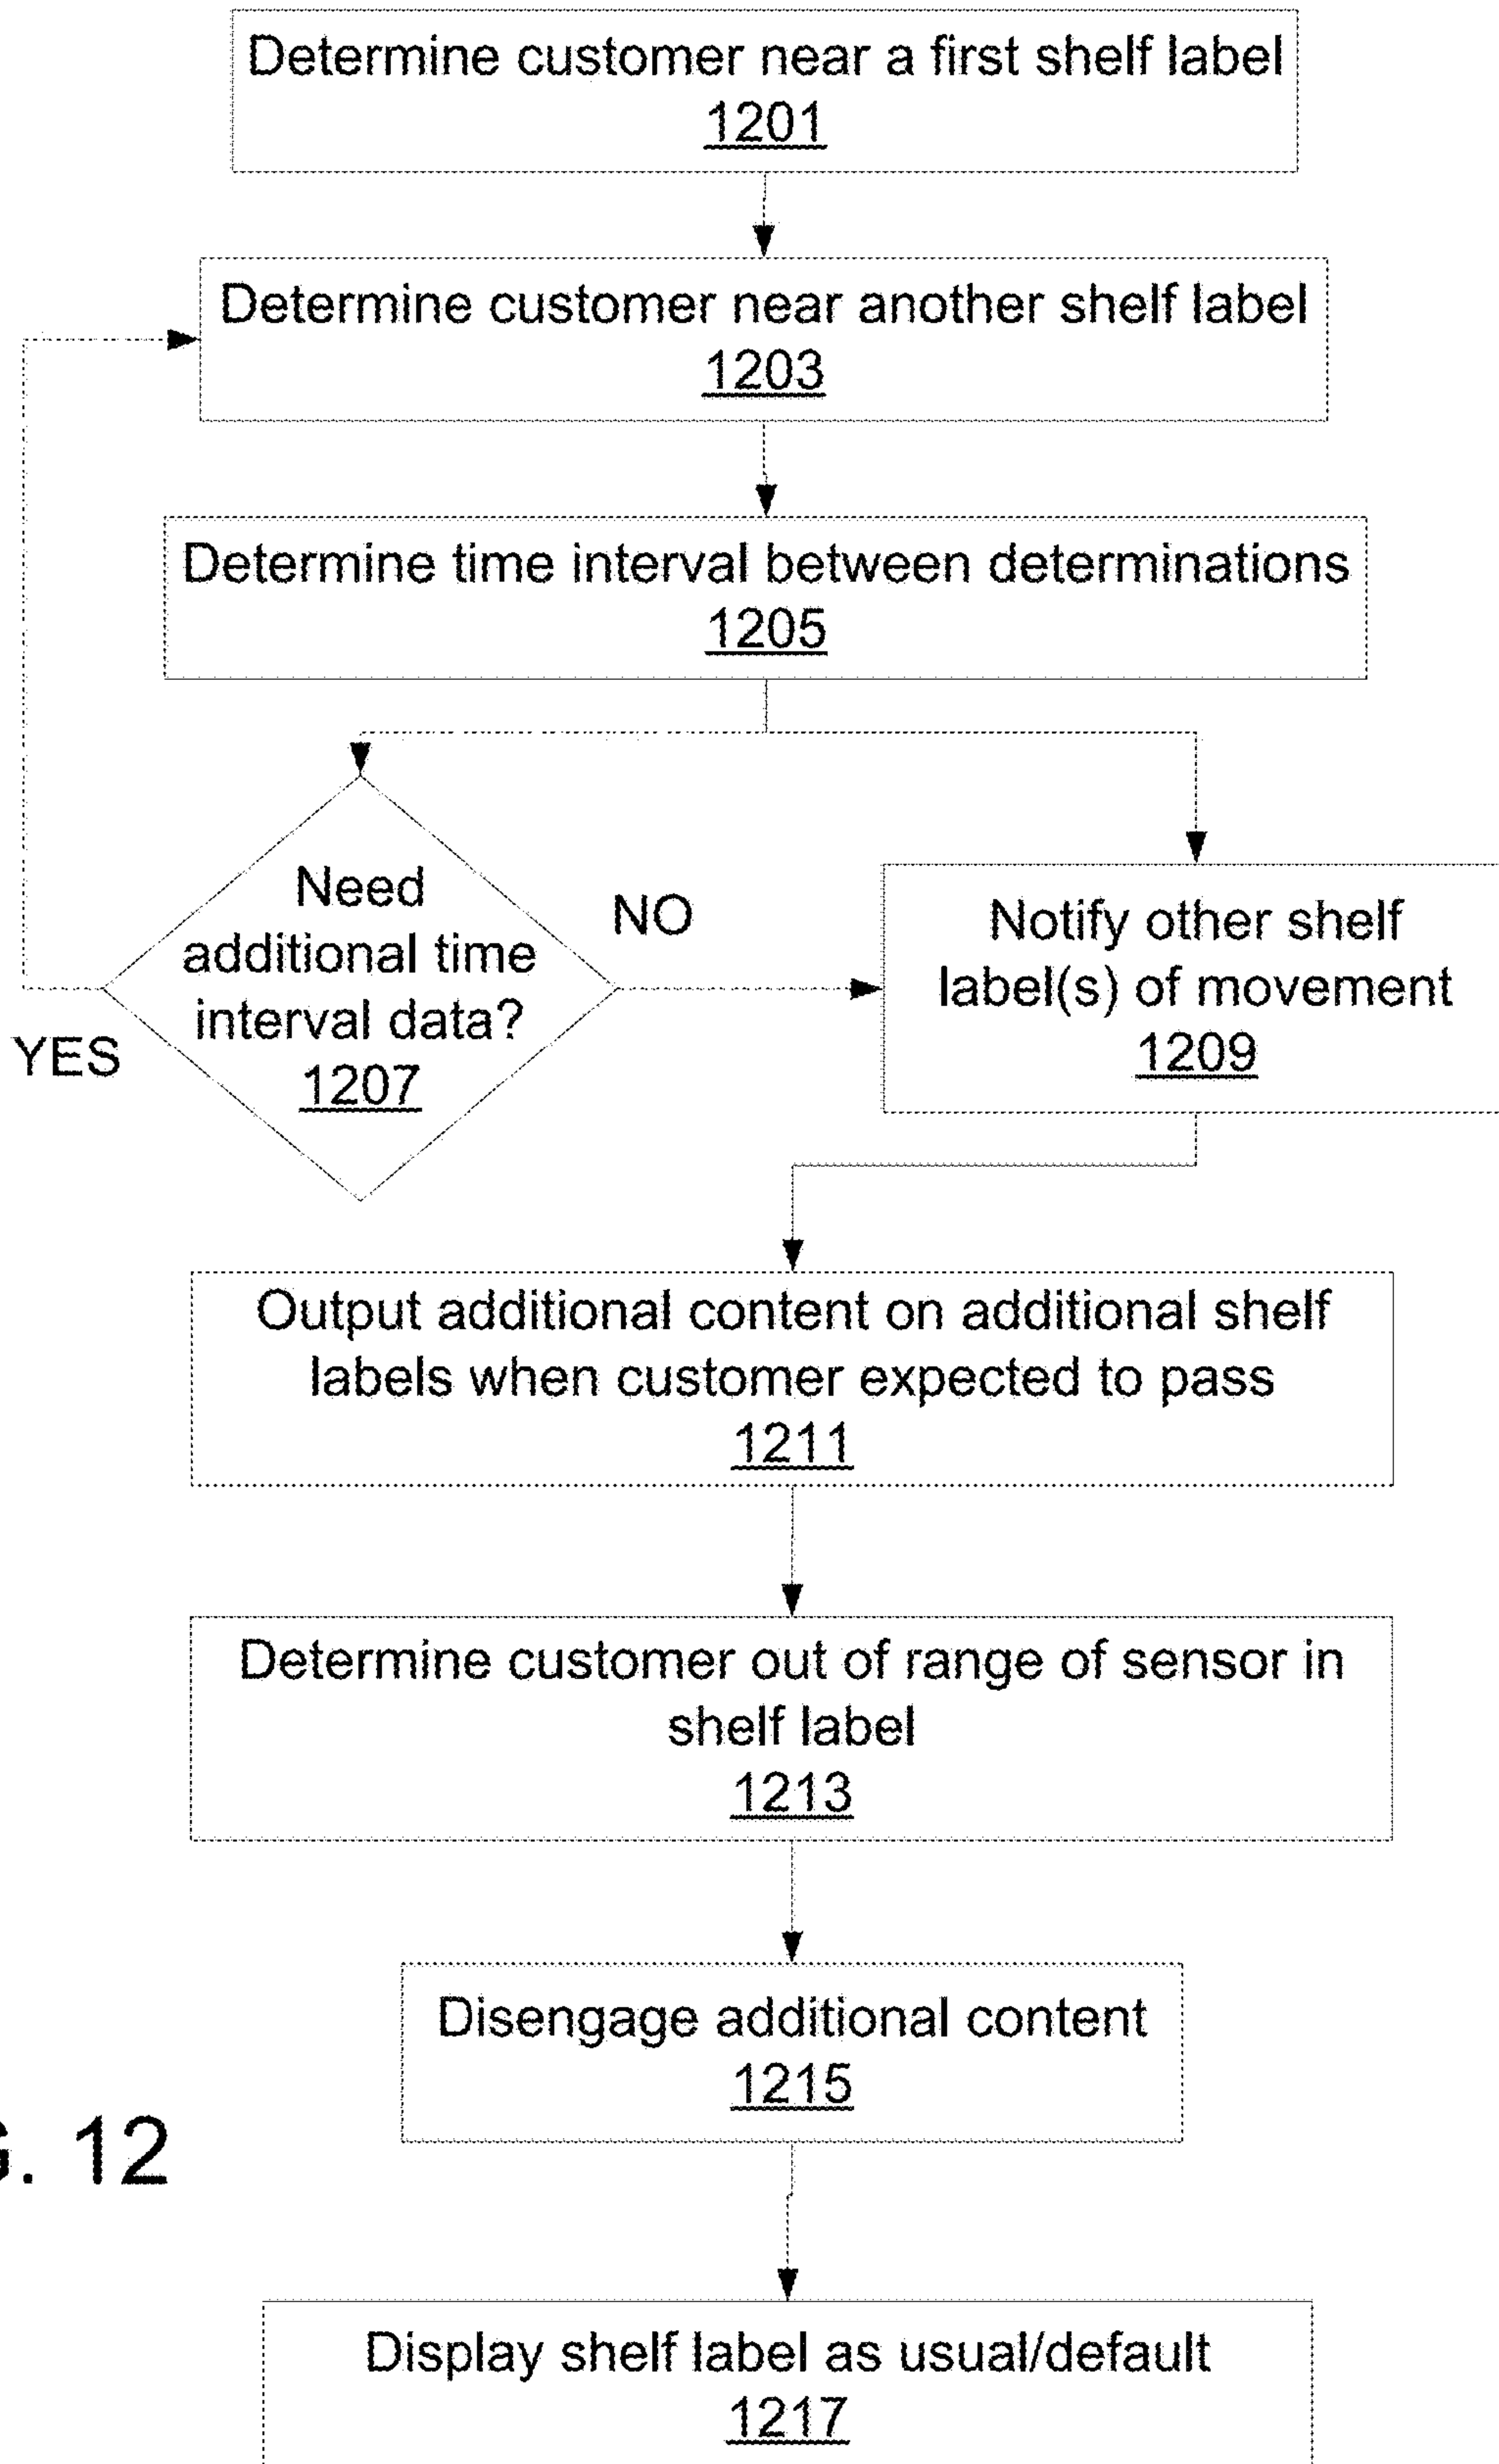 Determine customer near a first shelf label
1201
Determine customer near another shelf label
1203
Determine time interval between determinations
1205
Need
additional time
interval data?
1207
YES
NO
Notify other shelf
label(s) of movement
1209
Output additional content on additional shelf
labels when customer expected to pass
1211
Determine customer out of range of sensor in
shelf label
1213
Disengage additional content
1215
G. 12
Display shelf label as usual/default
1217